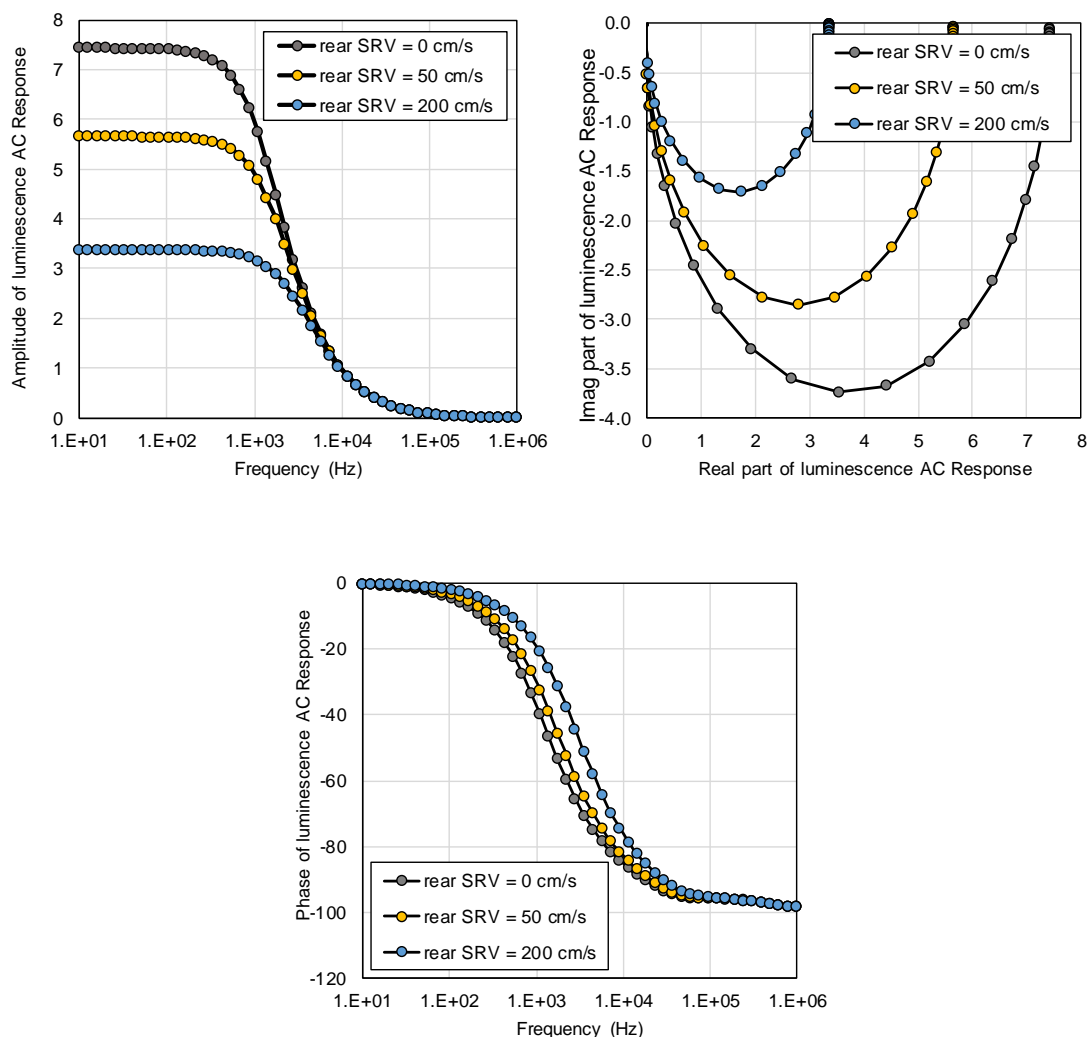 Amplitude of luminescence AC Response
8
7
6
5
4
3
2
1
0
rear SRV = 0 cm/s
rear SRV = 50 cm/s
rear SRV = 200 cm/s
1.E+01 1.E+02 1.E+03 1.E+04 1.E+05 1.E+06
Frequency (Hz)
Imag part of luminescence AC Response
0.0
-0.5
-1.0
-1.5
-2.0
-2.5
-3.0
-3.5
-4.0
rear SRV = 0 cm/s
rear SRV = 50 cm/s
rear SRV = 200 cm/s
0 1 2 3 4 5 6 7 8
Real part of luminescence AC Response
Phase of luminescence AC Response
0
-20
-40
-60
-80
-100
-120
rear SRV = 0 cm/s
rear SRV = 50 cm/s
rear SRV = 200 cm/s
1.E+01 1.E+02 1.E+03 1.E+04 1.E+05 1.E+06
Frequency (Hz)